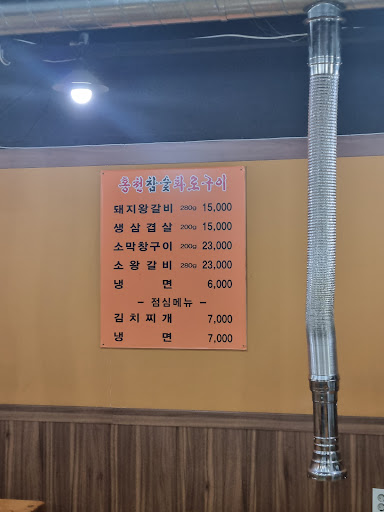 홍천참숯화로구이
돼지왕갈비 280g 15,000
생삼겹살 200g 15,000
소막창구이 200g 23,000
소왕갈비 280g 23,000
냉면 6,000
– 점심메뉴 –
김치찌개 7,000
냉면 7,000